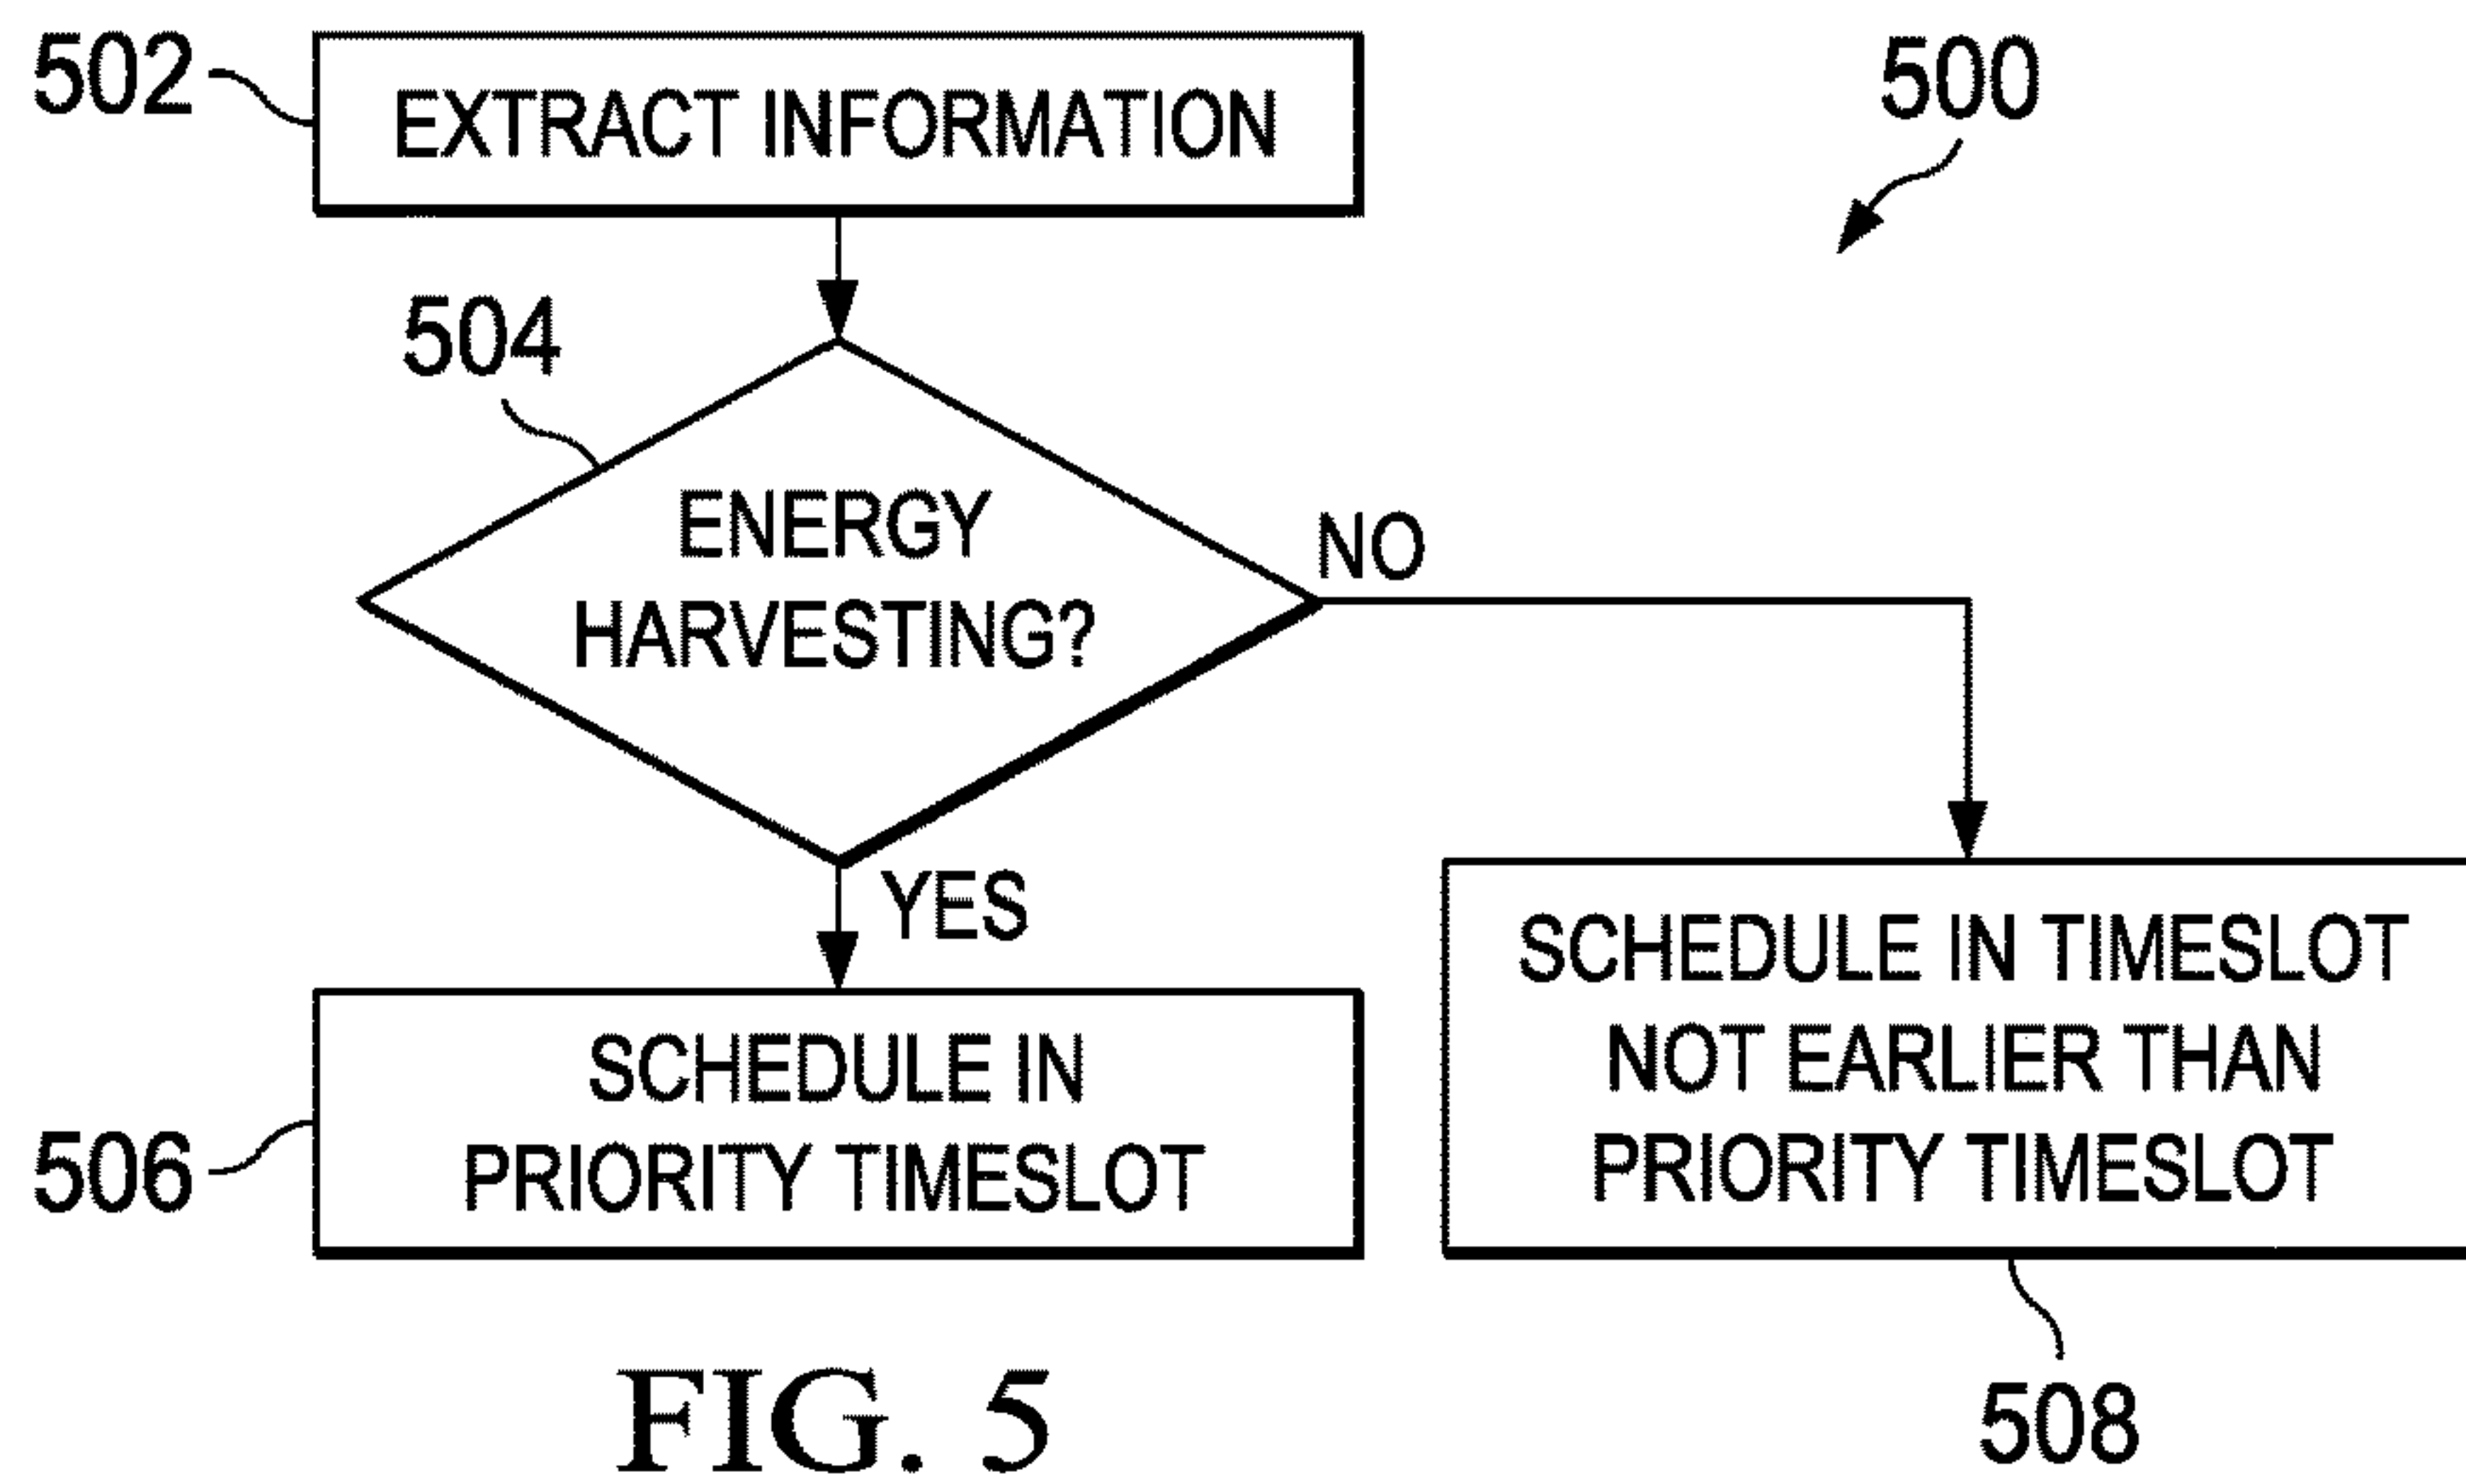 502
EXTRACT INFORMATION
500
504
ENERGY
HARVESTING?
NO
YES
506
SCHEDULE IN
PRIORITY TIMESLOT
SCHEDULE IN TIMESLOT
NOT EARLIER THAN
PRIORITY TIMESLOT
508
FIG. 5